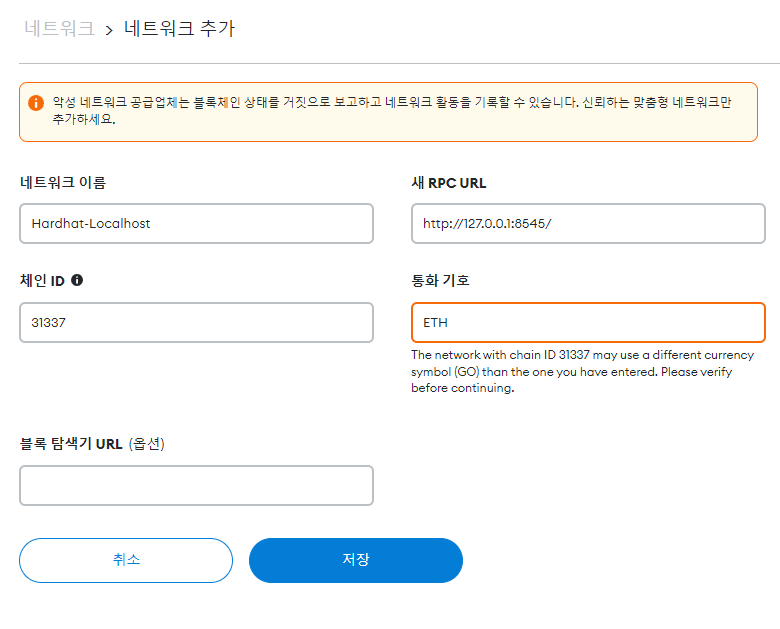 네트워크 > 네트워크 추가
악성 네트워크 공급업체는 블록체인 상태를 거짓으로 보고하고 네트워크 활동을 기록할 수 있습니다. 신뢰하는 맞춤형 네트워크만
추가하세요.
네트워크 이름
Hardhat-Localhost
새 RPC URL
http://127.0.0.1:8545/
체인 ID
31337
통화 기호
ETH
The network with chain ID 31337 may use a different currency
symbol (GO) than the one you have entered. Please verify
before continuing.
블록 탐색기 URL (옵션)
취소
저장